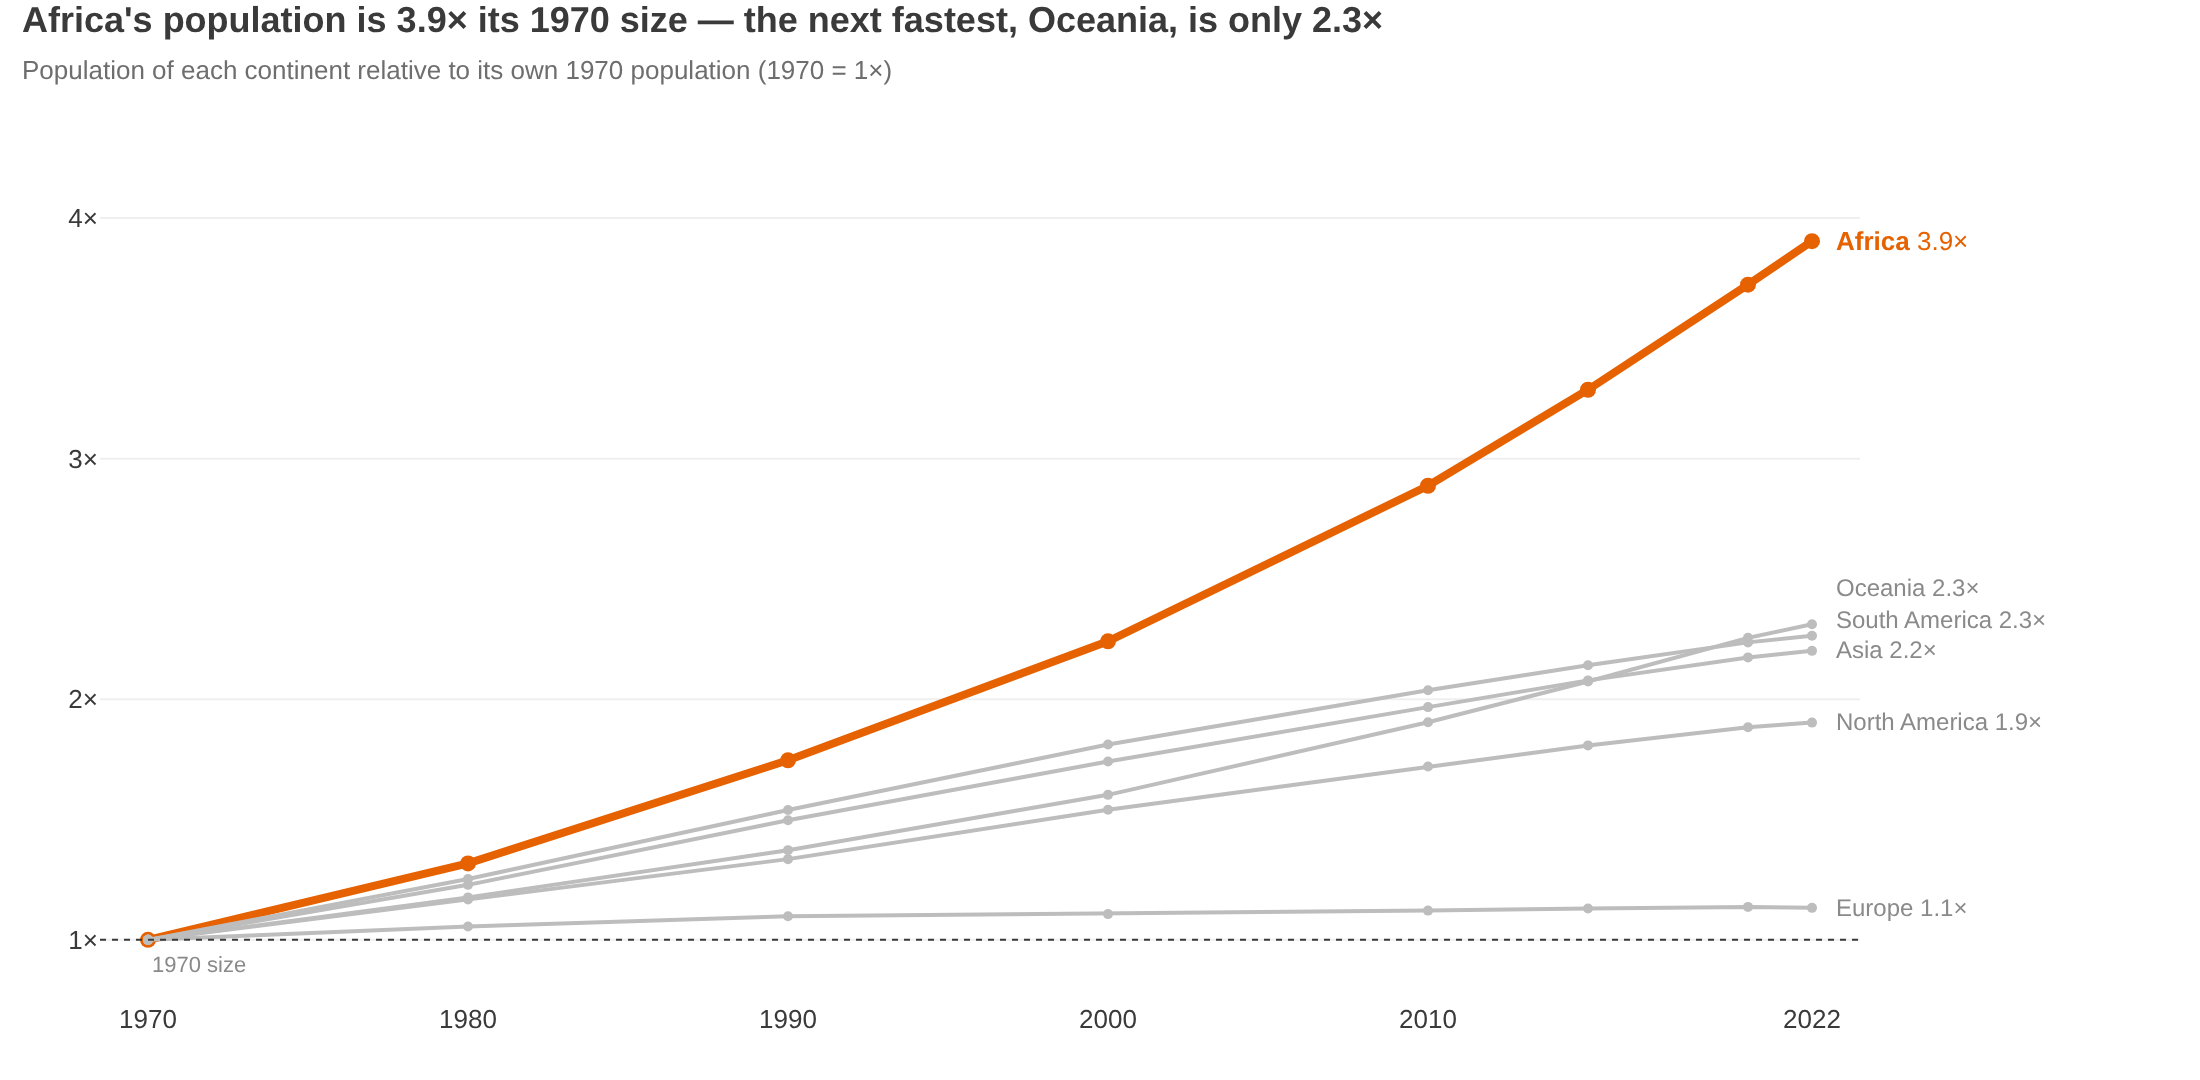 Africa's population is 3.9× its 1970 size — the next fastest, Oceania, is only 2.3×
Population of each continent relative to its own 1970 population (1970 = 1×)
4×
Africa 3.9×
3×
Oceania 2.3×
South America 2.3×
Asia 2.2×
2×
North America 1.9×
Europe 1.1×
1×
1970 size
1970 1980 1990 2000 2010 2022